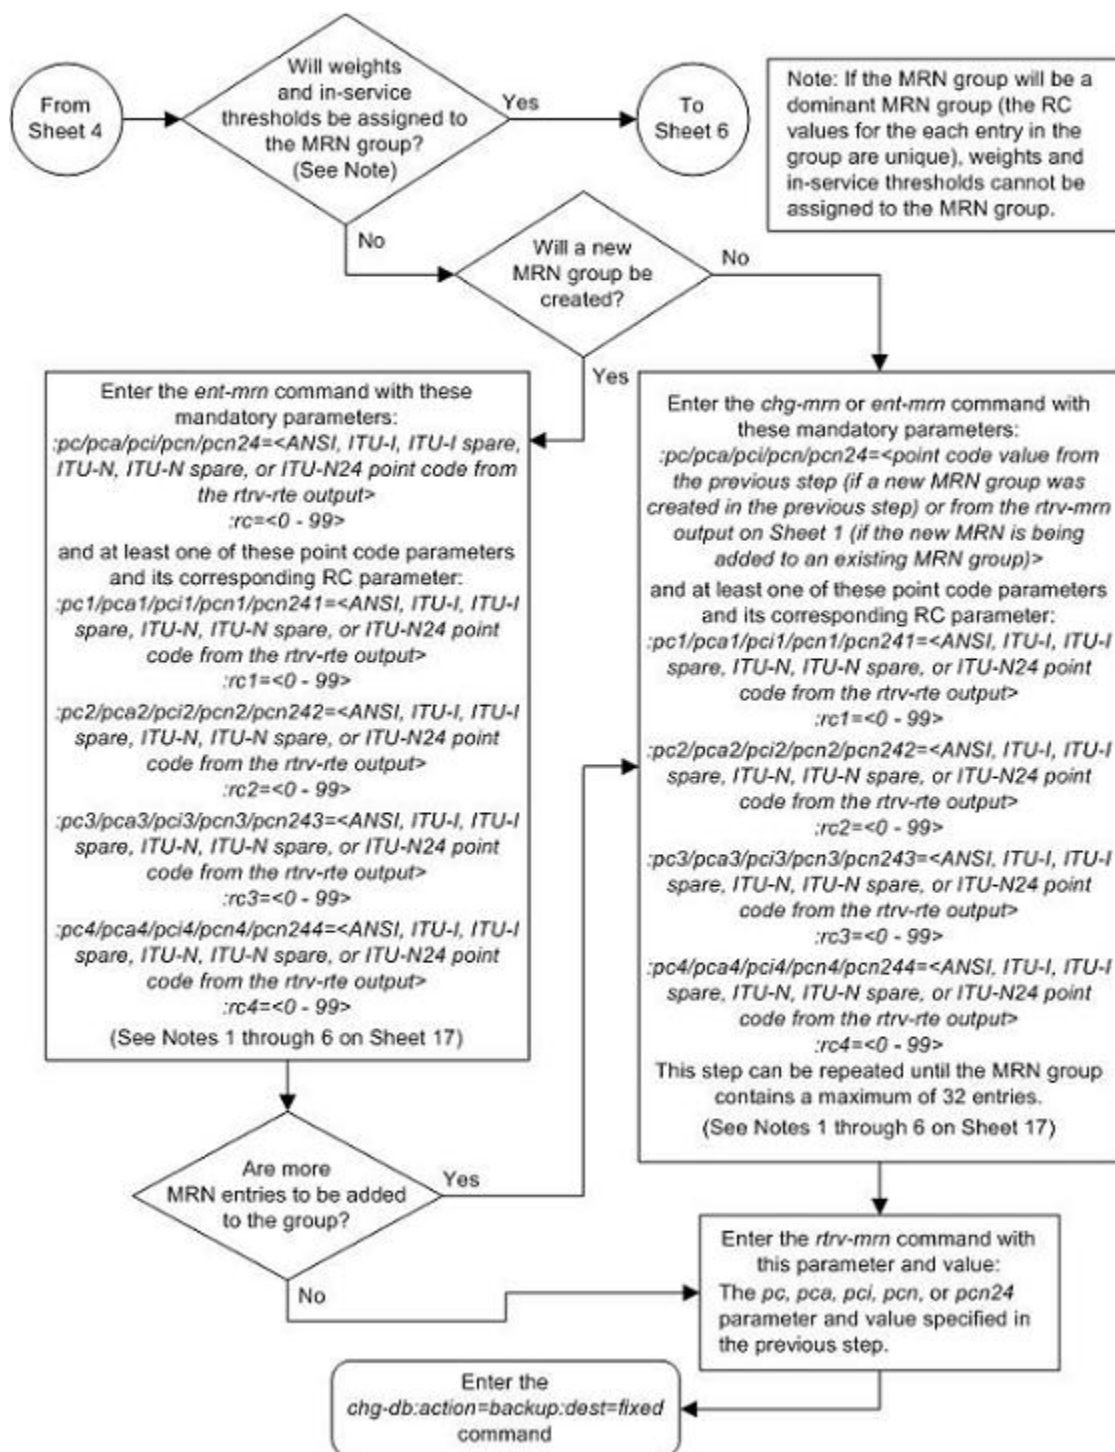 From
Sheet 4
Will weights
and in-service
thresholds be assigned to
the MRN group?
(See Note)
Yes
To
Sheet 6
Note: If the MRN group will be a
dominant MRN group (the RC
values for the each entry in the
group are unique), weights and
in-service thresholds cannot be
assigned to the MRN group.
No
Will a new
MRN group be
created?
No
Yes
Enter the ent-mrn command with these
mandatory parameters:
:pc/pca/pci/pcn/pcn24=<ANSI, ITU-I, ITU-I spare,
ITU-N, ITU-N spare, or ITU-N24 point code from
the rtrv-rte output>
:rc=<0 - 99>
and at least one of these point code parameters
and its corresponding RC parameter:
:pc1/pca1/pci1/pcn1/pcn241=<ANSI, ITU-I, ITU-I
spare, ITU-N, ITU-N spare, or ITU-N24 point
code from the rtrv-rte output>
:rc1=<0 - 99>
:pc2/pca2/pci2/pcn2/pcn242=<ANSI, ITU-I, ITU-I
spare, ITU-N, ITU-N spare, or ITU-N24 point
code from the rtrv-rte output>
:rc2=<0 - 99>
:pc3/pca3/pci3/pcn3/pcn243=<ANSI, ITU-I, ITU-I
spare, ITU-N, ITU-N spare, or ITU-N24 point
code from the rtrv-rte output>
:rc3=<0 - 99>
:pc4/pca4/pci4/pcn4/pcn244=<ANSI, ITU-I, ITU-I
spare, ITU-N, ITU-N spare, or ITU-N24 point
code from the rtrv-rte output>
:rc4=<0 - 99>
(See Notes 1 through 6 on Sheet 17)
Enter the chg-mrn or ent-mrn command with
these mandatory parameters:
:pc/pca/pci/pcn/pcn24=<point code value from
the previous step (if a new MRN group was
created in the previous step) or from the rtrv-mrn
output on Sheet 1 (if the new MRN is being
added to an existing MRN group)>
and at least one of these point code parameters
and its corresponding RC parameter:
:pc1/pca1/pci1/pcn1/pcn241=<ANSI, ITU-I, ITU-I
spare, ITU-N, ITU-N spare, or ITU-N24 point
code from the rtrv-rte output>
:rc1=<0 - 99>
:pc2/pca2/pci2/pcn2/pcn242=<ANSI, ITU-I, ITU-I
spare, ITU-N, ITU-N spare, or ITU-N24 point
code from the rtrv-rte output>
:rc2=<0 - 99>
:pc3/pca3/pci3/pcn3/pcn243=<ANSI, ITU-I, ITU-I
spare, ITU-N, ITU-N spare, or ITU-N24 point
code from the rtrv-rte output>
:rc3=<0 - 99>
:pc4/pca4/pci4/pcn4/pcn244=<ANSI, ITU-I, ITU-I
spare, ITU-N, ITU-N spare, or ITU-N24 point
code from the rtrv-rte output>
:rc4=<0 - 99>
This step can be repeated until the MRN group
contains a maximum of 32 entries.
(See Notes 1 through 6 on Sheet 17)
Are more
MRN entries to be added
to the group?
Yes
No
Enter the rtrv-mrn command with
this parameter and value:
The pc, pca, pci, pcn, or pcn24
parameter and value specified in
the previous step.
Enter the
chg-db:action=backup:dest=fixed
command